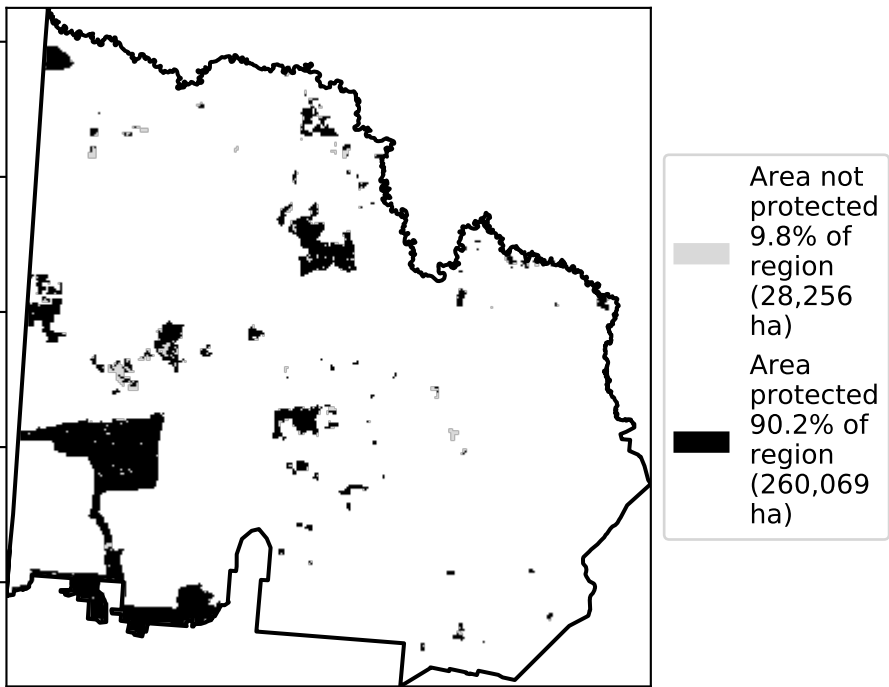 Area not
protected
9.8% of
region
(28,256
ha)
Area
protected
90.2% of
region
(260,069
ha)